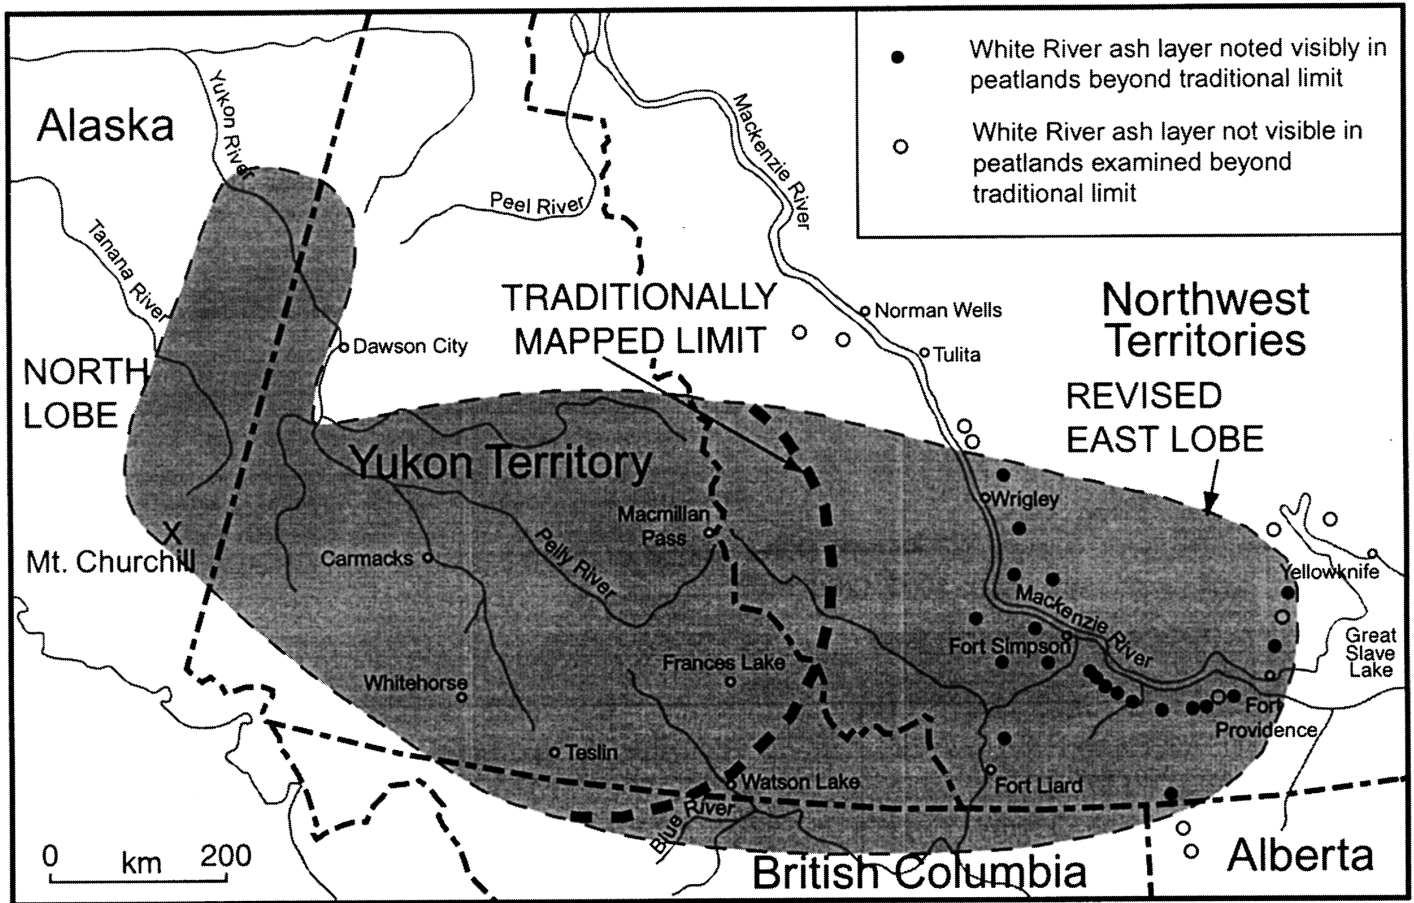 White River ash layer noted visibly in
peatlands beyond traditional limit
White River ash layer not visible in
peatlands examined beyond
traditional limit
Alaska
Yukon River
Mackenzie River
Peel River
Tanana River
TRADITIONALLY
MAPPED LIMIT
Norman Wells
Northwest
Territories
Dawson City
Tulita
NORTH
LOBE
REVISED
EAST LOBE
Yukon Territory
Wrigley
Macmillan
Pass
X
Mt. Churchill
Carmacks
Pelly River
Yellowknife
Mackenzie River
Fort Simpson
Great
Slave
Lake
Frances Lake
Whitehorse
Fort
Providence
Teslin
Watson Lake
Fort Liard
Blue River
0 km 200
British Columbia
Alberta